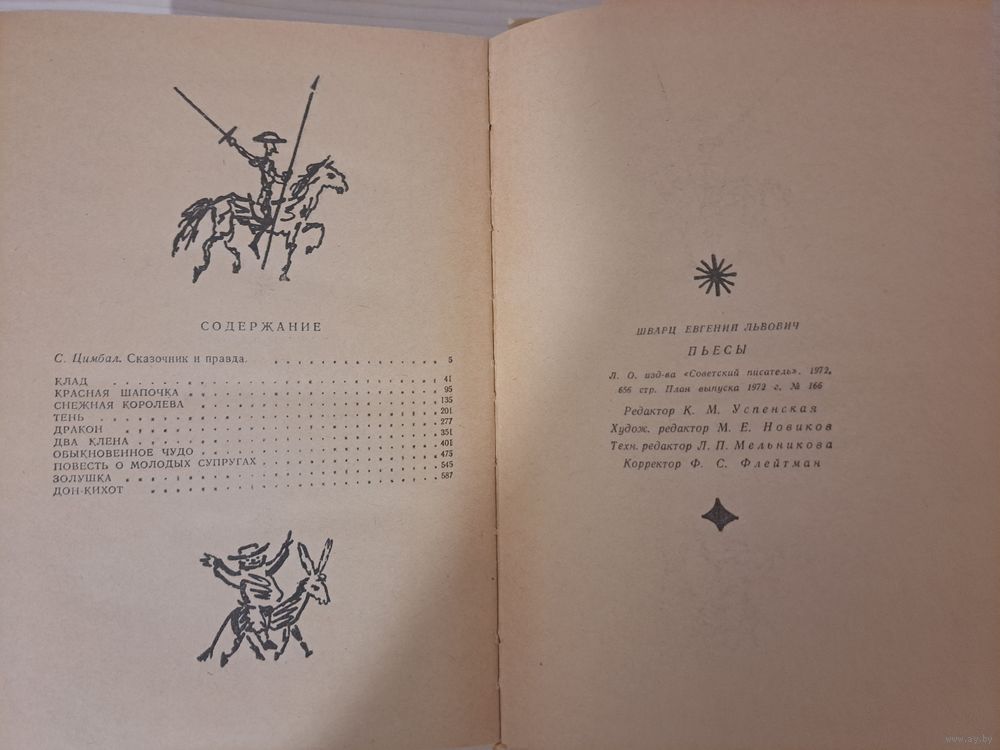 СОДЕРЖАНИЕ
С. Цимбал. Сказочник и правда. . . . . . . . . . . . . . . 5
КЛАД . . . . . . . . . . . . . . . 41
КРАСНАЯ ШАПОЧКА . . . . . . . . . . . . . . . 95
СНЕЖНАЯ КОРОЛЕВА . . . . . . . . . . . . . . . 135
ТЕНЬ . . . . . . . . . . . . . . . 201
ДРАКОН . . . . . . . . . . . . . . . 277
ДВА КЛЕНА . . . . . . . . . . . . . . . 351
ОБЫКНОВЕННОЕ ЧУДО . . . . . . . . . . . . . . . 401
ПОВЕСТЬ О МОЛОДЫХ СУПРУГАХ . . . . . . . . . . . . . . . 475
ЗОЛУШКА . . . . . . . . . . . . . . . 545
ДОН-КИХОТ . . . . . . . . . . . . . . . 587
ШВАРЦ ЕВГЕНИЙ ЛЬВОВИЧ
ПЬЕСЫ
Л. О. изд-ва «Советский писатель», 1972,
656 стр. План выпуска 1972 г. № 166
Редактор К. М. Успенская
Худож. редактор М. Е. Новиков
Техн. редактор Л. П. Мельникова
Корректор Ф. С. Флейтман
www.ay.by